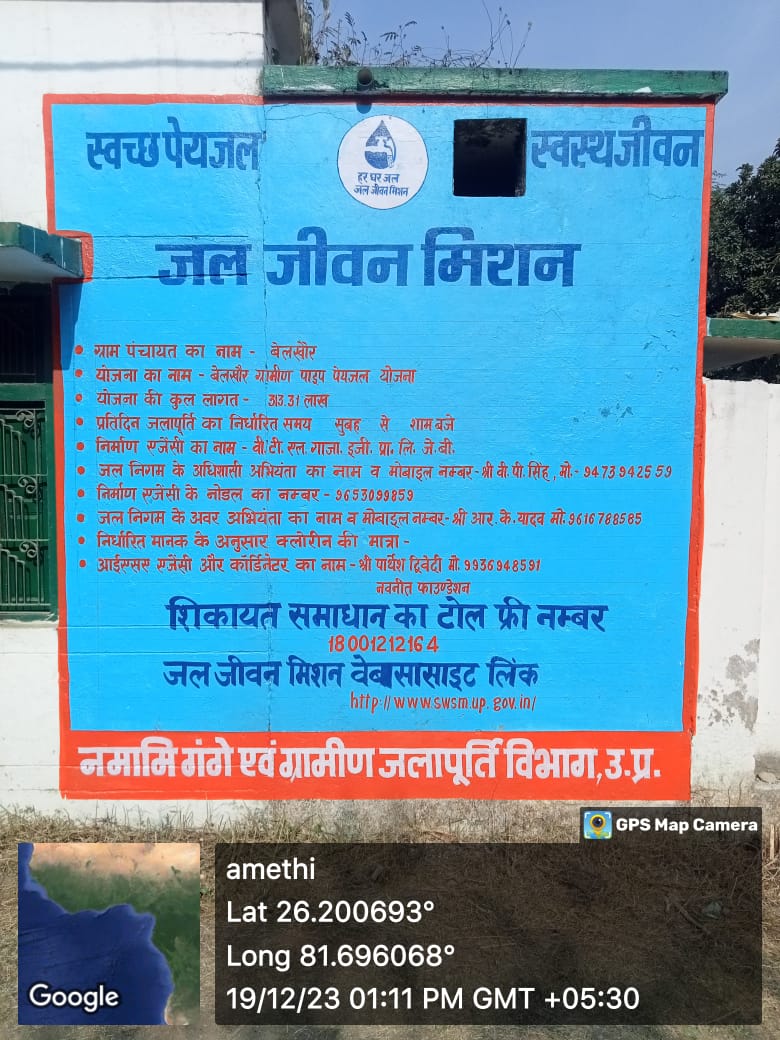 स्वच्छ पेयजल
हर घर जल
जल जीवन मिशन
स्वस्थ जीवन
जल जीवन मिशन
• ग्राम पंचायत का नाम - बेलखौर
• योजना का नाम - बेलखौर ग्रामीण पाइप पेयजल योजना
• योजना की कुल लागत - 313.31 लाख
• प्रतिदिन जलापूर्ति का निर्धारित समय सुबह से शाम बजे
• निर्माण एजेंसी का नाम - वी.टी. एल. गाजा. इजी. प्रा. लि. जे.बी.
• जल निगम के अधिशासी अभियंता का नाम व मोबाइल नम्बर - श्री वी. पी. सिंह, मो.- 9473942559
• निर्माण एजेंसी के नोडल का नम्बर - 9653099859
• जल निगम के अवर अभियंता का नाम व मोबाइल नम्बर - श्री आर. के. यादव मो. 9616788585
• निर्धारित मानक के अनुसार क्लोरीन की मात्रा -
• आईएसए एजेंसी और कॉर्डिनेटर का नाम - श्री पार्थेश द्विवेदी मो. 9936948591
नवनीत फाउण्डेशन
शिकायत समाधान का टोल फ्री नम्बर
18001212164
जल जीवन मिशन वेबसासाइट लिंक
http://www.swsm.up.gov.in/
नमामि गंगे एवं ग्रामीण जलापूर्ति विभाग, उ.प्र.
GPS Map Camera
amethi
Lat 26.200693°
Long 81.696068°
19/12/23 01:11 PM GMT +05:30
Google